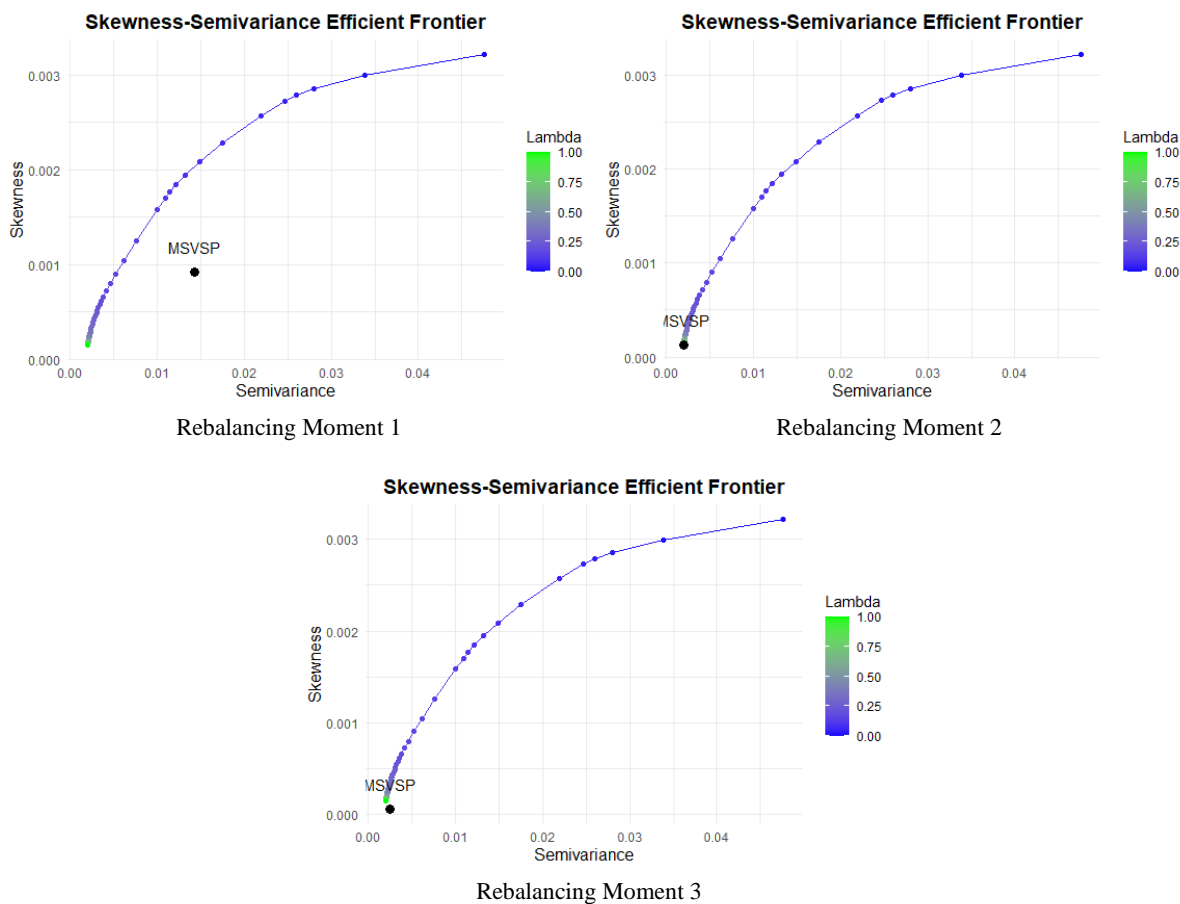 Skewness-Semivariance Efficient Frontier
Skewness
0.003
0.002
0.001
0.000
MSVSP
0.00 0.01 0.02 0.03 0.04
Semivariance
Lambda
1.00
0.75
0.50
0.25
0.00
Rebalancing Moment 1
Skewness-Semivariance Efficient Frontier
Skewness
0.003
0.002
0.001
0.000
MSVSP
0.00 0.01 0.02 0.03 0.04
Semivariance
Lambda
1.00
0.75
0.50
0.25
0.00
Rebalancing Moment 2
Skewness-Semivariance Efficient Frontier
Skewness
0.003
0.002
0.001
0.000
MSVSP
0.00 0.01 0.02 0.03 0.04
Semivariance
Lambda
1.00
0.75
0.50
0.25
0.00
Rebalancing Moment 3